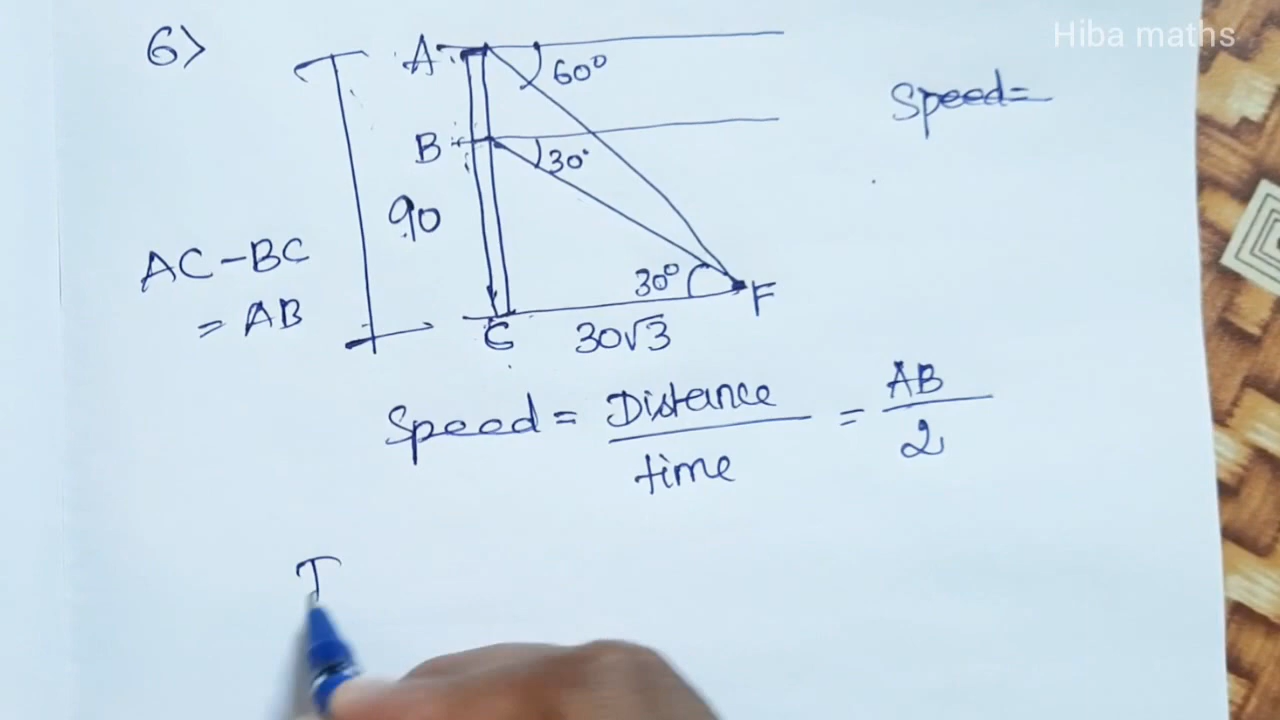 Hiba maths
6>
A
60°
Speed=
B
30°
90
AC-BC
= AB
30°
F
C
30√3
Speed = Distance/time = AB/2
T